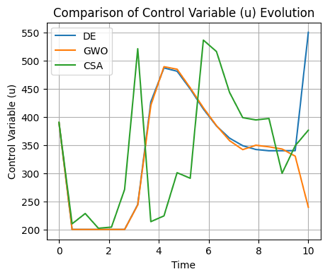 Comparison of Control Variable (u) Evolution
DE
GWO
CSA
Control Variable (u)
550
500
450
400
350
300
250
200
0
2
4
6
8
10
Time